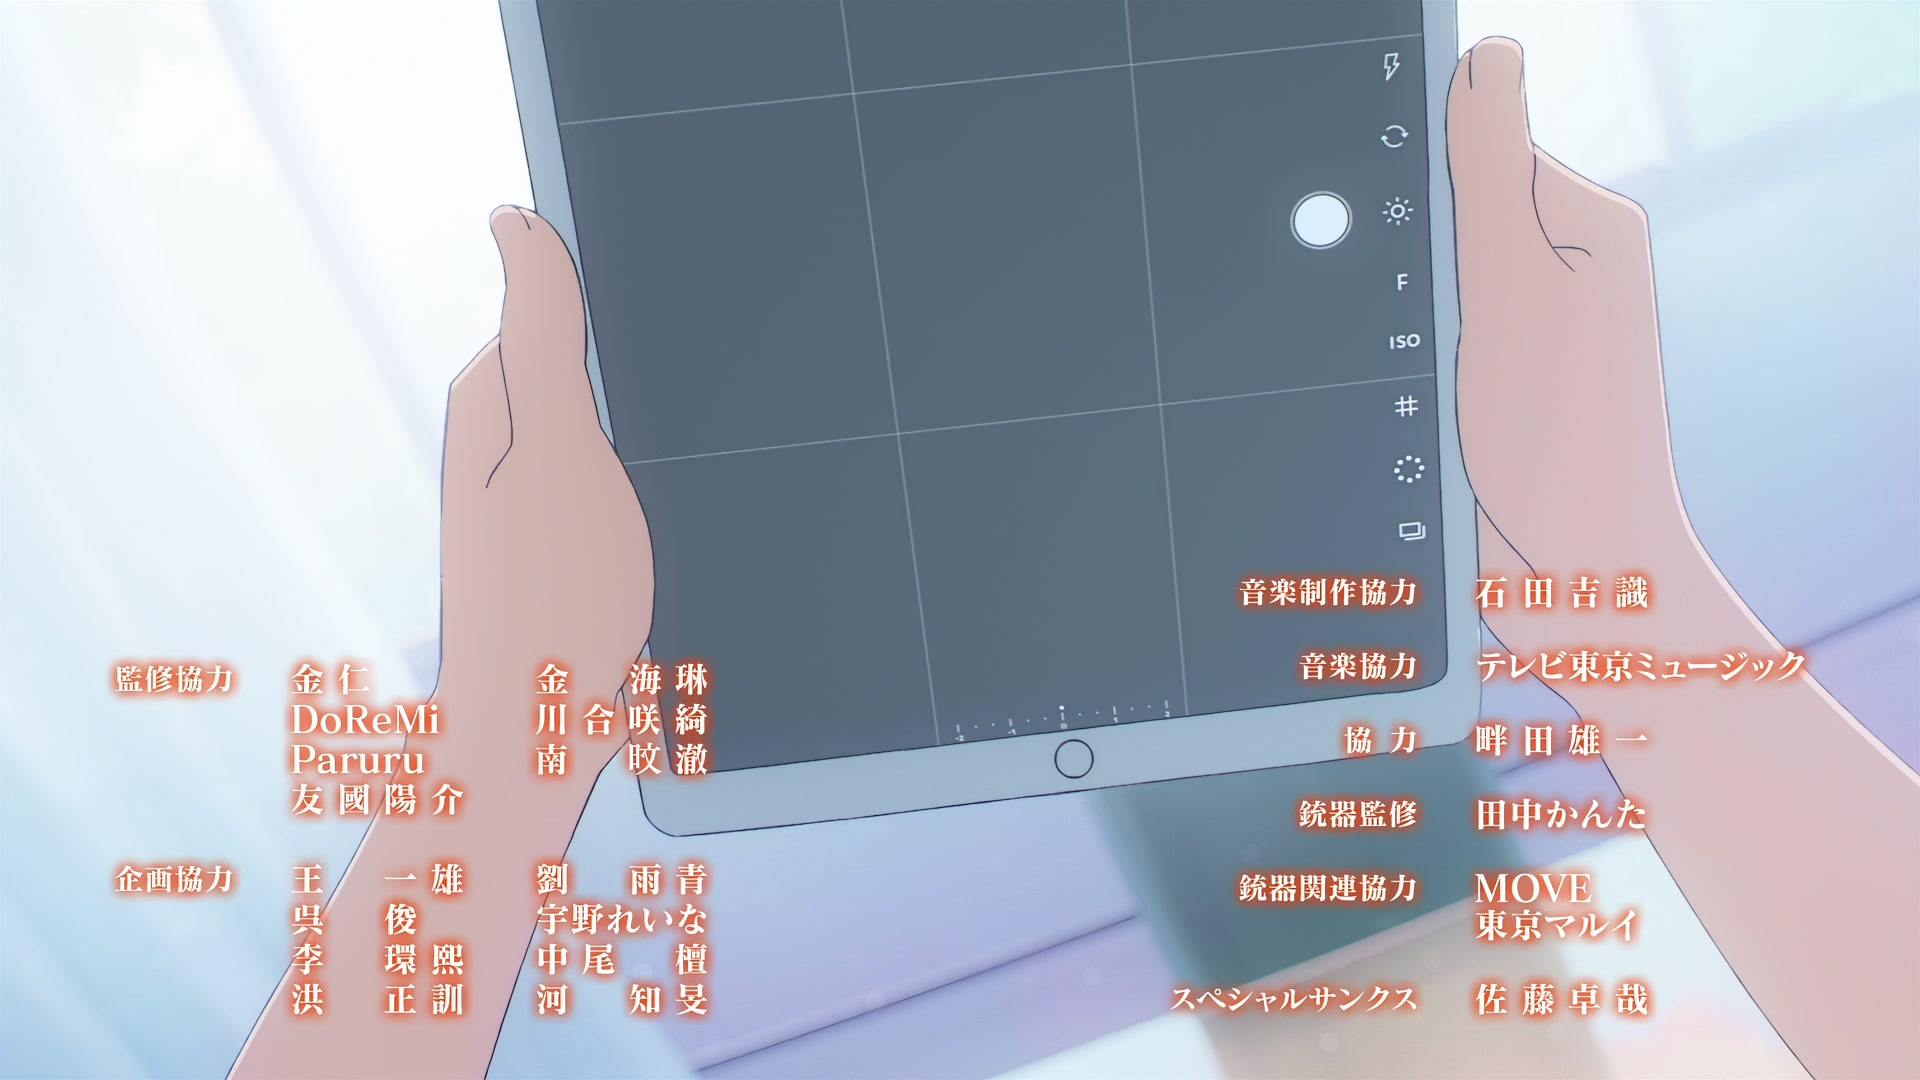 F
ISO
-2 -1 0 1 2
監修協力 金仁 金海琳
DoReMi 川合咲綺
Paruru 南旼澈
友國陽介
企画協力 王一雄 劉雨青
呉俊 宇野れいな
李環熙 中尾檀
洪正訓 河知旻
音楽制作協力 石田吉識
音楽協力 テレビ東京ミュージック
協力 畔田雄一
銃器監修 田中かんた
銃器関連協力 MOVE
東京マルイ
スペシャルサンクス 佐藤卓哉